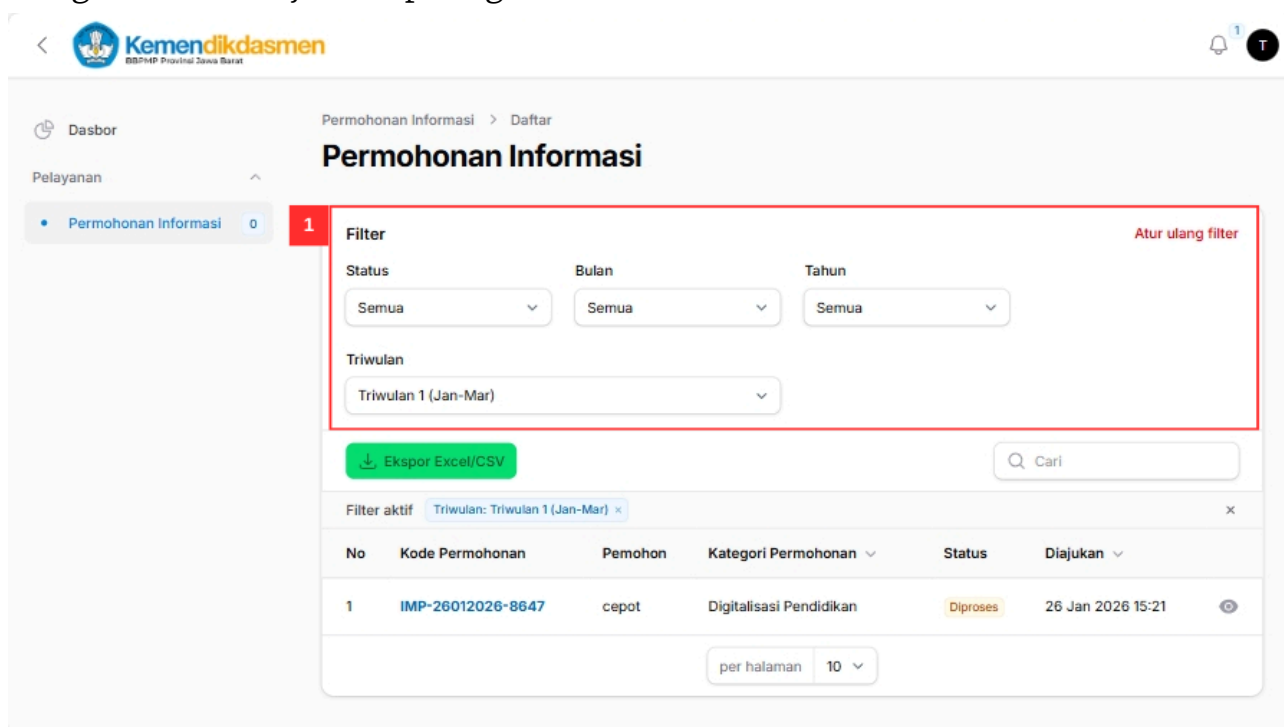 Kemendikdasmen
BBPMP Provinsi Jawa Barat
1
T
Dasbor
Pelayanan
Permohonan Informasi 0
Permohonan Informasi > Daftar
Permohonan Informasi
1
Filter Atur ulang filter
Status Bulan Tahun
Semua Semua Semua
Triwulan
Triwulan 1 (Jan-Mar)
Ekspor Excel/CSV Cari
Filter aktif Triwulan: Triwulan 1 (Jan-Mar) ×
No Kode Permohonan Pemohon Kategori Permohonan Status Diajukan
1 IMP-26012026-8647 cepot Digitalisasi Pendidikan Diproses 26 Jan 2026 15:21
per halaman 10